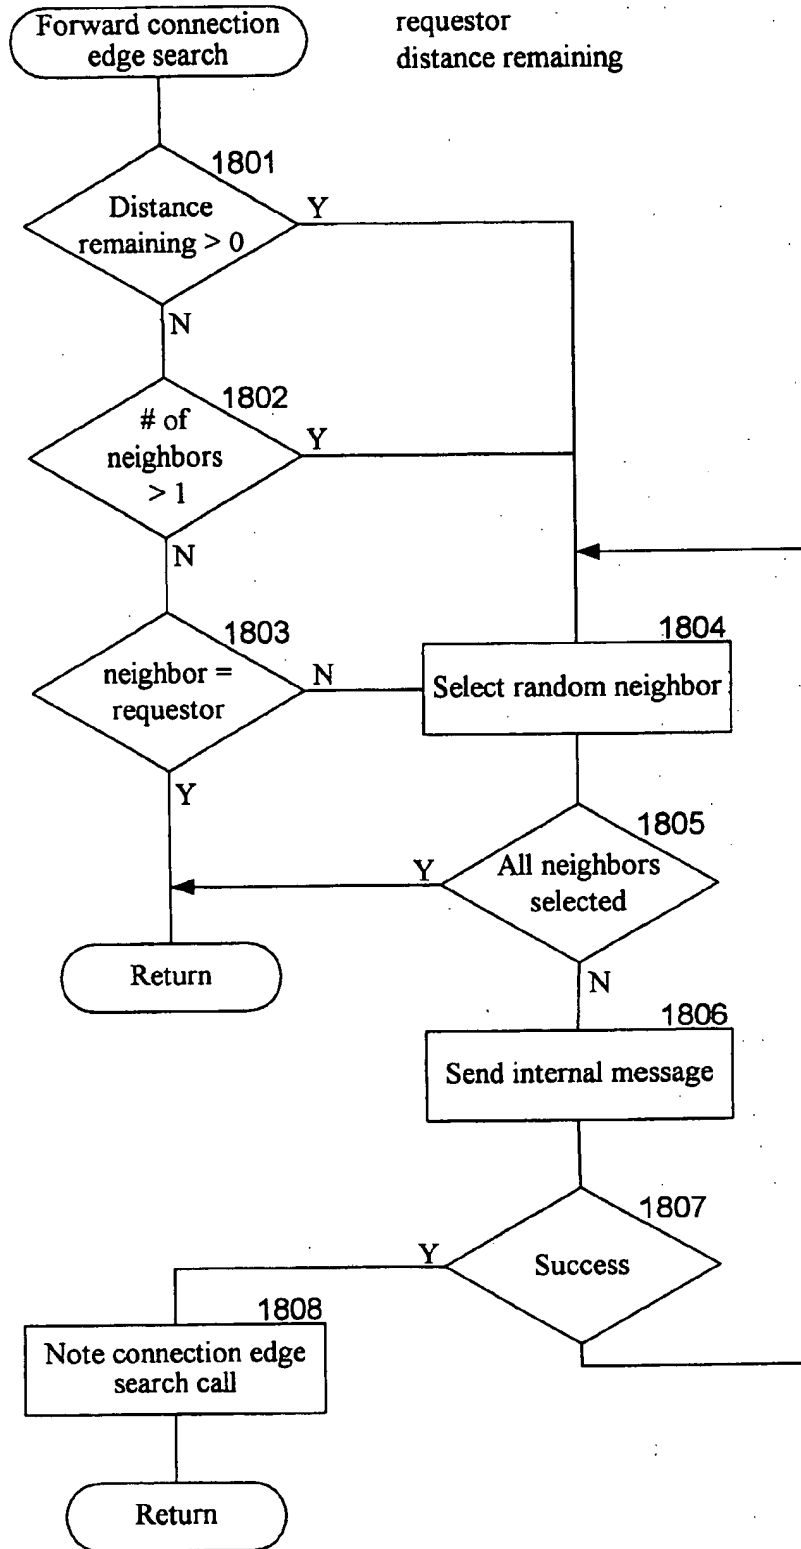 Forward connection
edge search
requestor
distance remaining
1801
Distance
remaining > 0
Y
N
1802
# of
neighbors
> 1
Y
N
1803
neighbor =
requestor
N
Y
1804
Select random neighbor
1805
All neighbors
selected
Y
N
Return
1806
Send internal message
1807
Success
Y
1808
Note connection edge
search call
Return